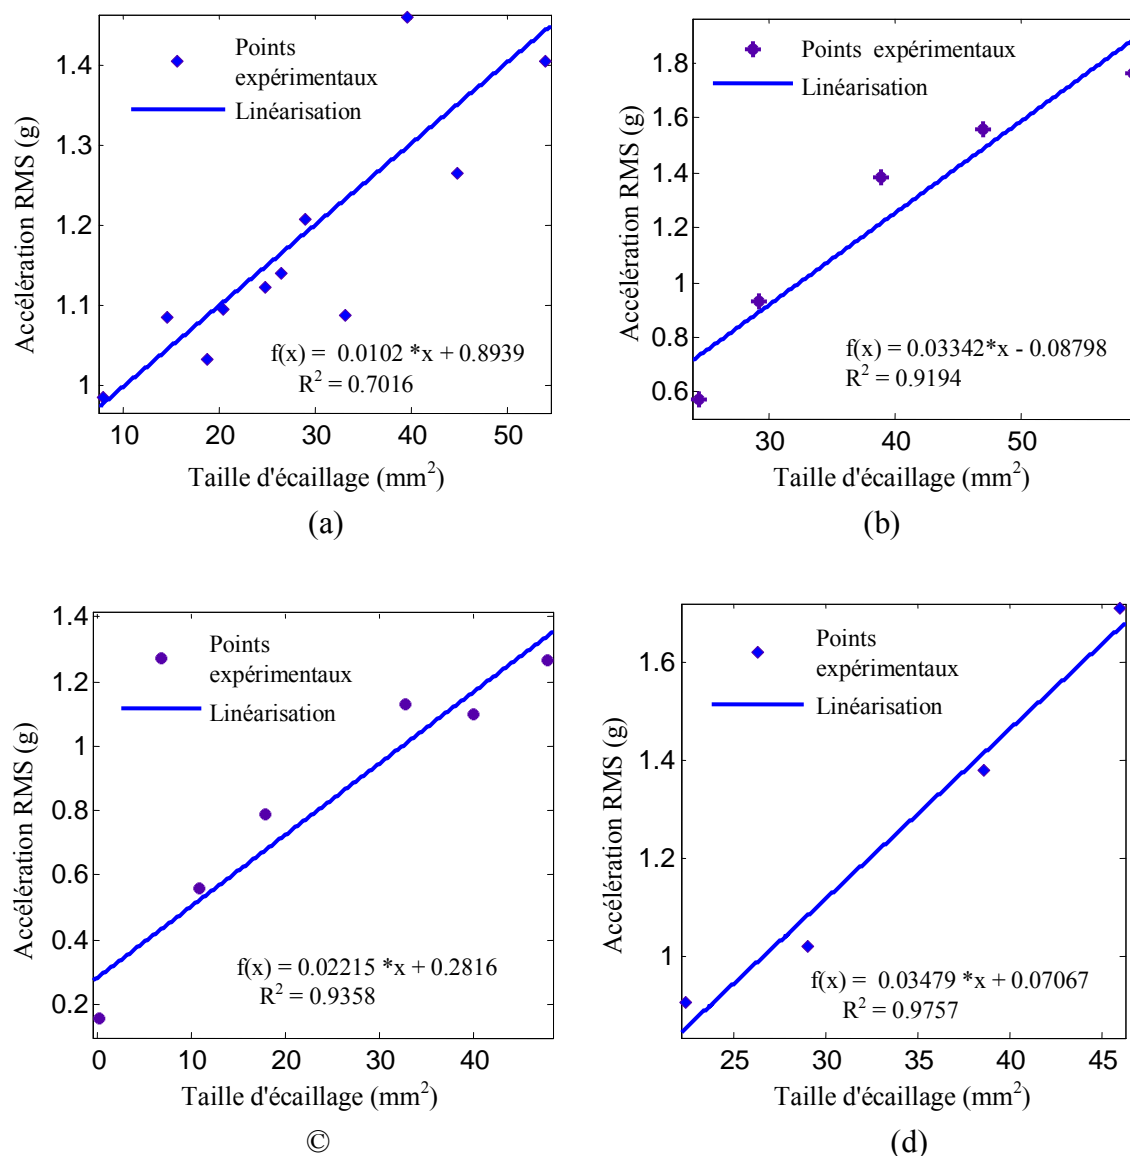 Points
expérimentaux
Linéarisation
1.4
1.3
1.2
1.1
1
Accélération RMS (g)
f(x) = 0.0102 *x + 0.8939
R² = 0.7016
10 20 30 40 50
Taille d'écaillage (mm²)
(a)
Points expérimentaux
Linéarisation
1.8
1.6
1.4
1.2
1
0.8
0.6
Accélération RMS (g)
f(x) = 0.03342*x - 0.08798
R² = 0.9194
30 40 50
Taille d'écaillage (mm²)
(b)
Points
expérimentaux
Linéarisation
1.4
1.2
1
0.8
0.6
0.4
0.2
Accélération RMS (g)
f(x) = 0.02215 *x + 0.2816
R² = 0.9358
0 10 20 30 40
Taille d'écaillage (mm²)
©
Points
expérimentaux
Linéarisation
1.6
1.4
1.2
1
Accélération RMS (g)
f(x) = 0.03479 *x + 0.07067
R² = 0.9757
25 30 35 40 45
Taille d'écaillage (mm²)
(d)